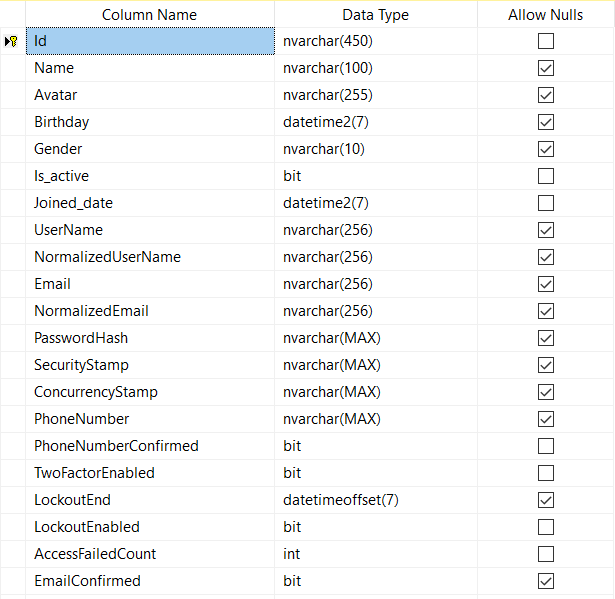 Column Name Data Type Allow Nulls
Id nvarchar(450)
Name nvarchar(100)
Avatar nvarchar(255)
Birthday datetime2(7)
Gender nvarchar(10)
Is_active bit
Joined_date datetime2(7)
UserName nvarchar(256)
NormalizedUserName nvarchar(256)
Email nvarchar(256)
NormalizedEmail nvarchar(256)
PasswordHash nvarchar(MAX)
SecurityStamp nvarchar(MAX)
ConcurrencyStamp nvarchar(MAX)
PhoneNumber nvarchar(MAX)
PhoneNumberConfirmed bit
TwoFactorEnabled bit
LockoutEnd datetimeoffset(7)
LockoutEnabled bit
AccessFailedCount int
EmailConfirmed bit